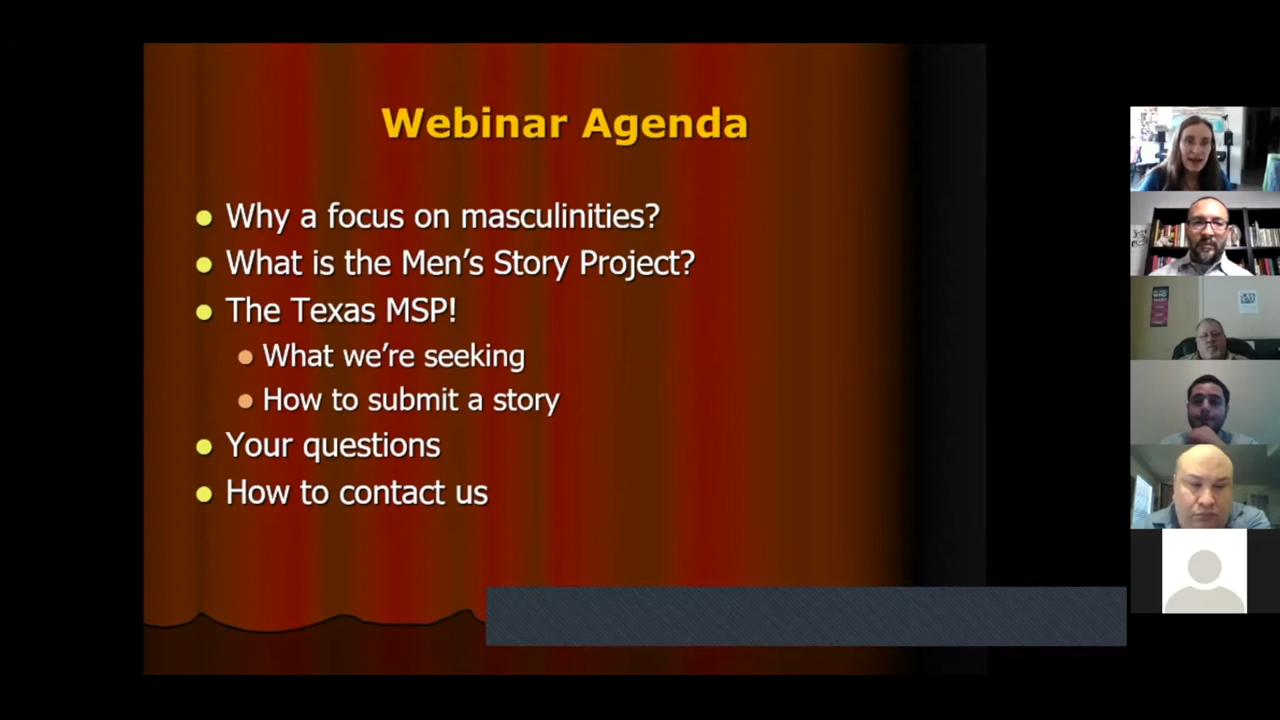 Webinar Agenda
Why a focus on masculinities?
What is the Men's Story Project?
The Texas MSP!
What we're seeking
How to submit a story
Your questions
How to contact us